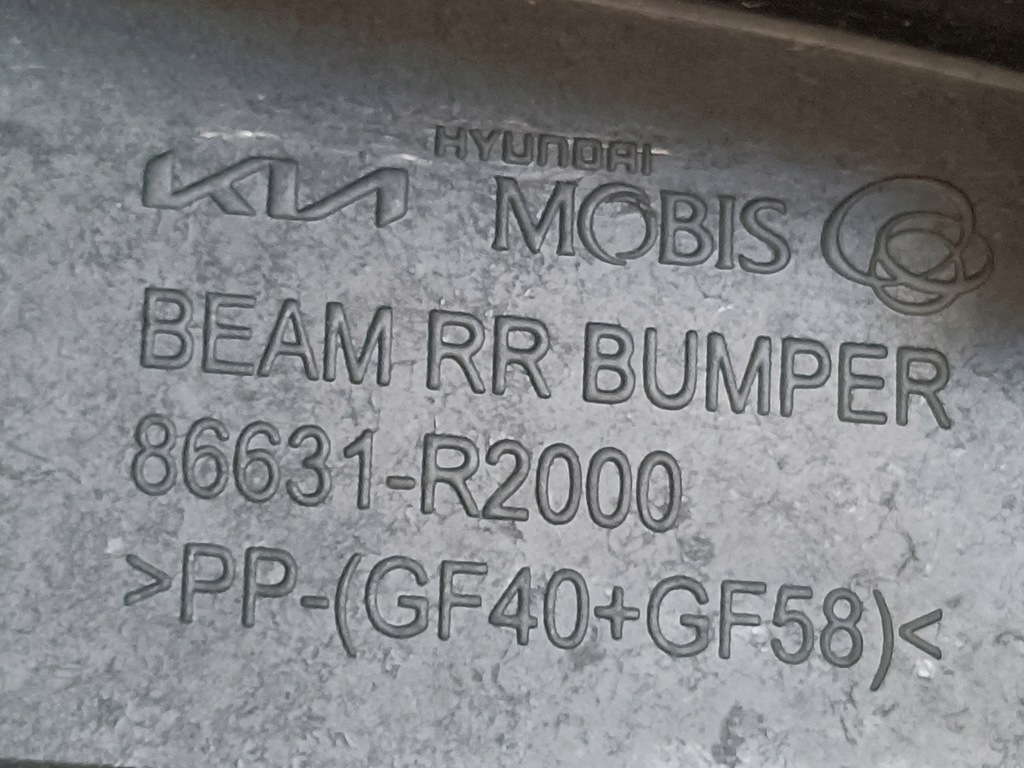 KIA HYUNDAI MOBIS
BEAM RR BUMPER
86631-R2000
>PP-(GF40+GF58)<